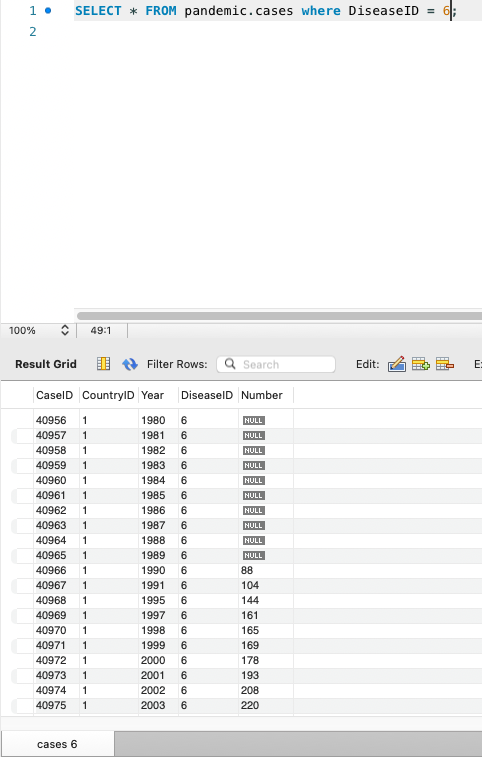 1 SELECT * FROM pandemic.cases where DiseaseID = 6;
2
100% 49:1
Result Grid Filter Rows: Search Edit:
CaseID CountryID Year DiseaseID Number
40956 1 1980 6 NULL
40957 1 1981 6 NULL
40958 1 1982 6 NULL
40959 1 1983 6 NULL
40960 1 1984 6 NULL
40961 1 1985 6 NULL
40962 1 1986 6 NULL
40963 1 1987 6 NULL
40964 1 1988 6 NULL
40965 1 1989 6 NULL
40966 1 1990 6 88
40967 1 1991 6 104
40968 1 1995 6 144
40969 1 1997 6 161
40970 1 1998 6 165
40971 1 1999 6 169
40972 1 2000 6 178
40973 1 2001 6 193
40974 1 2002 6 208
40975 1 2003 6 220
cases 6